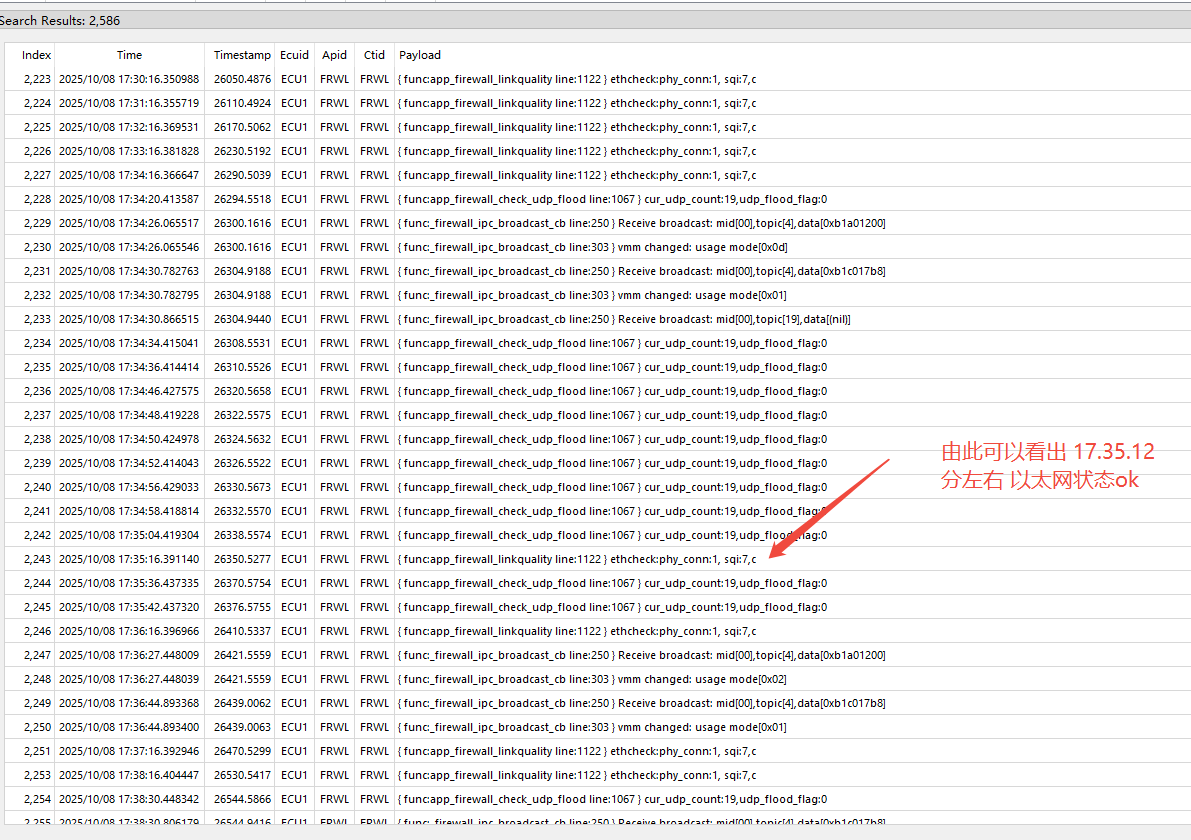 Search Results: 2,586
Index Time Timestamp Ecuid Apid Ctid Payload
2,223 2025/10/08 17:30:16.350988 26050.4876 ECU1 FRWL FRWL { func:app_firewall_linkquality line:1122 } ethcheck:phy_conn:1, sqi:7,c
2,224 2025/10/08 17:31:16.355719 26110.4924 ECU1 FRWL FRWL { func:app_firewall_linkquality line:1122 } ethcheck:phy_conn:1, sqi:7,c
2,225 2025/10/08 17:32:16.369531 26170.5062 ECU1 FRWL FRWL { func:app_firewall_linkquality line:1122 } ethcheck:phy_conn:1, sqi:7,c
2,226 2025/10/08 17:33:16.381828 26230.5192 ECU1 FRWL FRWL { func:app_firewall_linkquality line:1122 } ethcheck:phy_conn:1, sqi:7,c
2,227 2025/10/08 17:34:16.366647 26290.5039 ECU1 FRWL FRWL { func:app_firewall_linkquality line:1122 } ethcheck:phy_conn:1, sqi:7,c
2,228 2025/10/08 17:34:20.413587 26294.5518 ECU1 FRWL FRWL { func:app_firewall_check_udp_flood line:1067 } cur_udp_count:19,udp_flood_flag:0
2,229 2025/10/08 17:34:26.065517 26300.1616 ECU1 FRWL FRWL { func:_firewall_ipc_broadcast_cb line:250 } Receive broadcast: mid[00],topic[4],data[0xb1a01200]
2,230 2025/10/08 17:34:26.065546 26300.1616 ECU1 FRWL FRWL { func:_firewall_ipc_broadcast_cb line:303 } vmm changed: usage mode[0x0d]
2,231 2025/10/08 17:34:30.782763 26304.9188 ECU1 FRWL FRWL { func:_firewall_ipc_broadcast_cb line:250 } Receive broadcast: mid[00],topic[4],data[0xb1c017b8]
2,232 2025/10/08 17:34:30.782795 26304.9188 ECU1 FRWL FRWL { func:_firewall_ipc_broadcast_cb line:303 } vmm changed: usage mode[0x01]
2,233 2025/10/08 17:34:30.866515 26304.9440 ECU1 FRWL FRWL { func:_firewall_ipc_broadcast_cb line:250 } Receive broadcast: mid[00],topic[19],data[(nil)]
2,234 2025/10/08 17:34:34.415041 26308.5531 ECU1 FRWL FRWL { func:app_firewall_check_udp_flood line:1067 } cur_udp_count:19,udp_flood_flag:0
2,235 2025/10/08 17:34:36.414414 26310.5526 ECU1 FRWL FRWL { func:app_firewall_check_udp_flood line:1067 } cur_udp_count:19,udp_flood_flag:0
2,236 2025/10/08 17:34:46.427575 26320.5658 ECU1 FRWL FRWL { func:app_firewall_check_udp_flood line:1067 } cur_udp_count:19,udp_flood_flag:0
2,237 2025/10/08 17:34:48.419228 26322.5575 ECU1 FRWL FRWL { func:app_firewall_check_udp_flood line:1067 } cur_udp_count:19,udp_flood_flag:0
2,238 2025/10/08 17:34:50.424978 26324.5632 ECU1 FRWL FRWL { func:app_firewall_check_udp_flood line:1067 } cur_udp_count:19,udp_flood_flag:0
2,239 2025/10/08 17:34:52.414043 26326.5522 ECU1 FRWL FRWL { func:app_firewall_check_udp_flood line:1067 } cur_udp_count:19,udp_flood_flag:0
2,240 2025/10/08 17:34:56.429033 26330.5673 ECU1 FRWL FRWL { func:app_firewall_check_udp_flood line:1067 } cur_udp_count:19,udp_flood_flag:0
2,241 2025/10/08 17:34:58.418814 26332.5570 ECU1 FRWL FRWL { func:app_firewall_check_udp_flood line:1067 } cur_udp_count:19,udp_flood_flag:0
2,242 2025/10/08 17:35:04.419304 26338.5574 ECU1 FRWL FRWL { func:app_firewall_check_udp_flood line:1067 } cur_udp_count:19,udp_flood_flag:0
2,243 2025/10/08 17:35:16.391140 26350.5277 ECU1 FRWL FRWL { func:app_firewall_linkquality line:1122 } ethcheck:phy_conn:1, sqi:7,c
2,244 2025/10/08 17:35:36.437335 26370.5754 ECU1 FRWL FRWL { func:app_firewall_check_udp_flood line:1067 } cur_udp_count:19,udp_flood_flag:0
2,245 2025/10/08 17:35:42.437320 26376.5755 ECU1 FRWL FRWL { func:app_firewall_check_udp_flood line:1067 } cur_udp_count:19,udp_flood_flag:0
2,246 2025/10/08 17:36:16.396966 26410.5337 ECU1 FRWL FRWL { func:app_firewall_linkquality line:1122 } ethcheck:phy_conn:1, sqi:7,c
2,247 2025/10/08 17:36:27.448009 26421.5559 ECU1 FRWL FRWL { func:_firewall_ipc_broadcast_cb line:250 } Receive broadcast: mid[00],topic[4],data[0xb1a01200]
2,248 2025/10/08 17:36:27.448039 26421.5559 ECU1 FRWL FRWL { func:_firewall_ipc_broadcast_cb line:303 } vmm changed: usage mode[0x02]
2,249 2025/10/08 17:36:44.893368 26439.0062 ECU1 FRWL FRWL { func:_firewall_ipc_broadcast_cb line:250 } Receive broadcast: mid[00],topic[4],data[0xb1c017b8]
2,250 2025/10/08 17:36:44.893400 26439.0063 ECU1 FRWL FRWL { func:_firewall_ipc_broadcast_cb line:303 } vmm changed: usage mode[0x01]
2,251 2025/10/08 17:37:16.392946 26470.5299 ECU1 FRWL FRWL { func:app_firewall_linkquality line:1122 } ethcheck:phy_conn:1, sqi:7,c
2,253 2025/10/08 17:38:16.404447 26530.5417 ECU1 FRWL FRWL { func:app_firewall_linkquality line:1122 } ethcheck:phy_conn:1, sqi:7,c
2,254 2025/10/08 17:38:30.448342 26544.5866 ECU1 FRWL FRWL { func:app_firewall_check_udp_flood line:1067 } cur_udp_count:19,udp_flood_flag:0
2,255 2025/10/08 17:38:30.806179 26544.9416 ECU1 FRWL FRWL { func:_firewall_ipc_broadcast_cb line:250 } Receive broadcast: mid[00],topic[4],data[0xb1c017b8]
由此可以看出 17.35.12
分左右 以太网状态ok